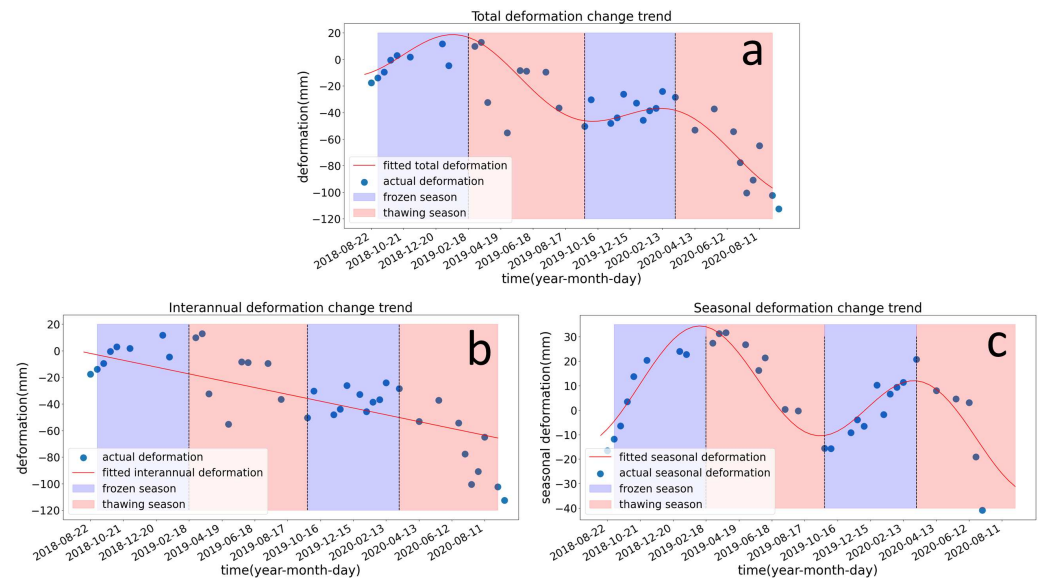 Total deformation change trend
a
deformation(mm)
20
0
−20
−40
−60
−80
−100
−120
fitted total deformation
actual deformation
frozen season
thawing season
2018-08-22
2018-10-21
2018-12-20
2019-02-18
2019-04-19
2019-06-18
2019-08-17
2019-10-16
2019-12-15
2020-02-13
2020-04-13
2020-06-12
2020-08-11
time(year-month-day)
Interannual deformation change trend
b
deformation(mm)
20
0
−20
−40
−60
−80
−100
−120
actual deformation
fitted interannual deformation
frozen season
thawing season
2018-08-22
2018-10-21
2018-12-20
2019-02-18
2019-04-19
2019-06-18
2019-08-17
2019-10-16
2019-12-15
2020-02-13
2020-04-13
2020-06-12
2020-08-11
time(year-month-day)
Seasonal deformation change trend
c
seasonal deformation(mm)
30
20
10
0
−10
−20
−30
−40
fitted seasonal deformation
actual seasonal deformation
frozen season
thawing season
2018-08-22
2018-10-21
2018-12-20
2019-02-18
2019-04-19
2019-06-18
2019-08-17
2019-10-16
2019-12-15
2020-02-13
2020-04-13
2020-06-12
2020-08-11
time(year-month-day)